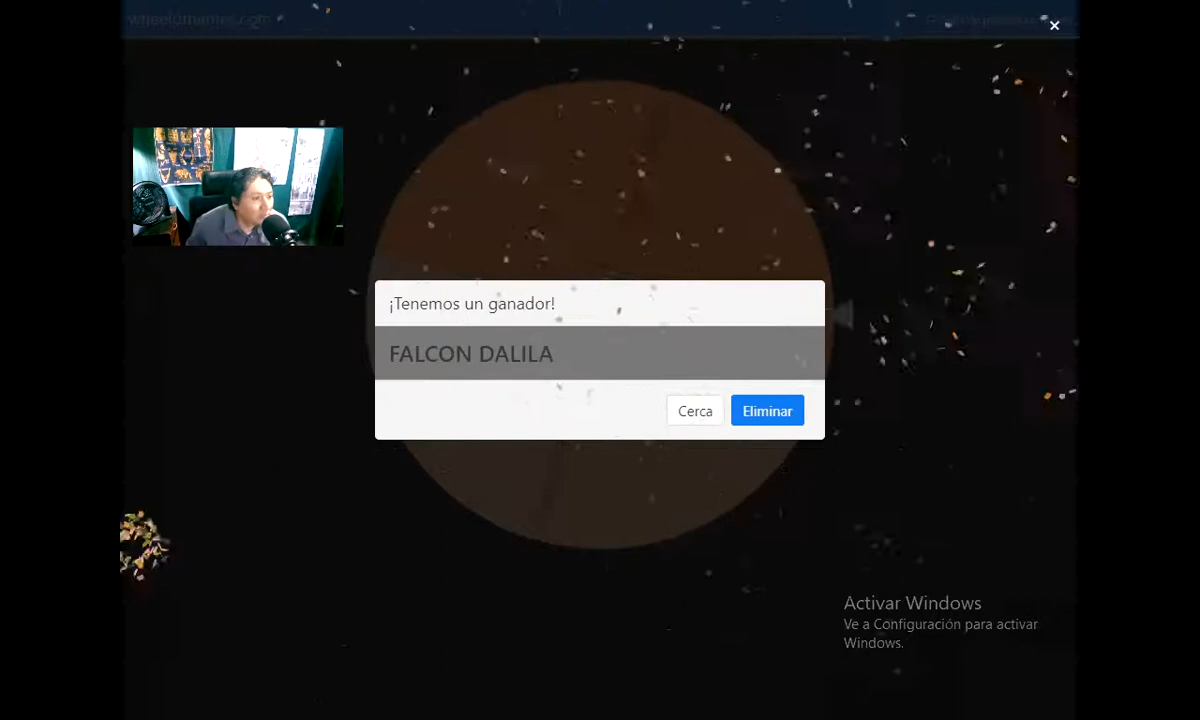 wheelofnames.com
¡Tenemos un ganador!
FALCON DALILA
Cerca
Eliminar
Activar Windows
Ve a Configuración para activar
Windows.